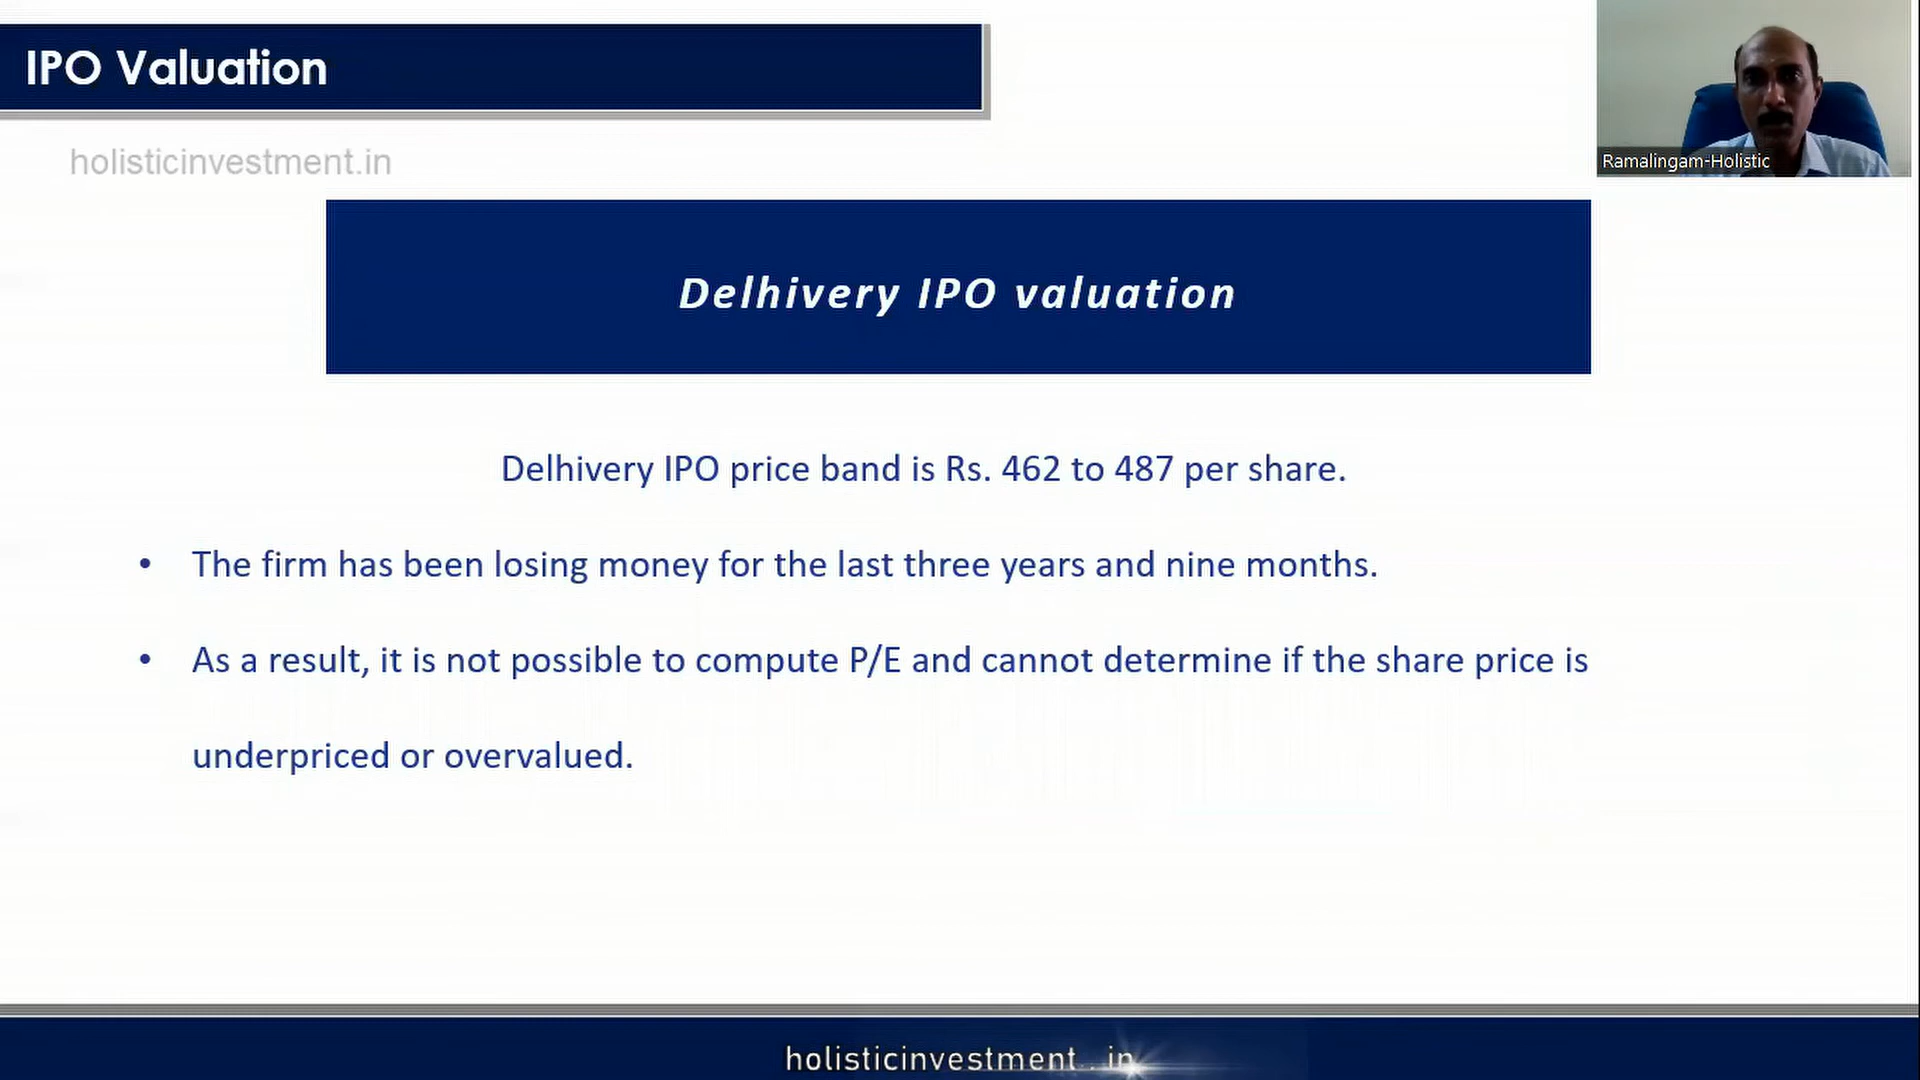 IPO Valuation
holisticinvestment.in
Ramalingam-Holistic
Delhivery IPO valuation
Delhivery IPO price band is Rs. 462 to 487 per share.
• The firm has been losing money for the last three years and nine months.
• As a result, it is not possible to compute P/E and cannot determine if the share price is
underpriced or overvalued.
holisticinvestment.in